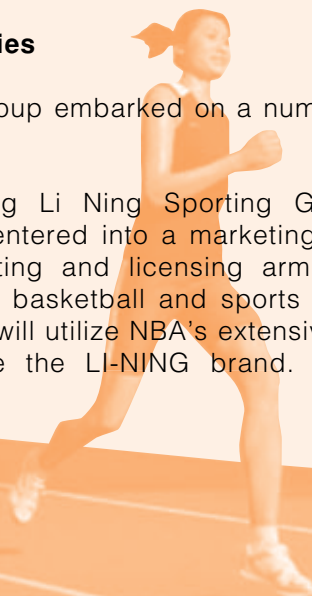 ies
oup embarked on a num
g Li Ning Sporting G
entered into a marketing
ting and licensing arm
basketball and sports
will utilize NBA’s extensiv
e the LI-NING brand.